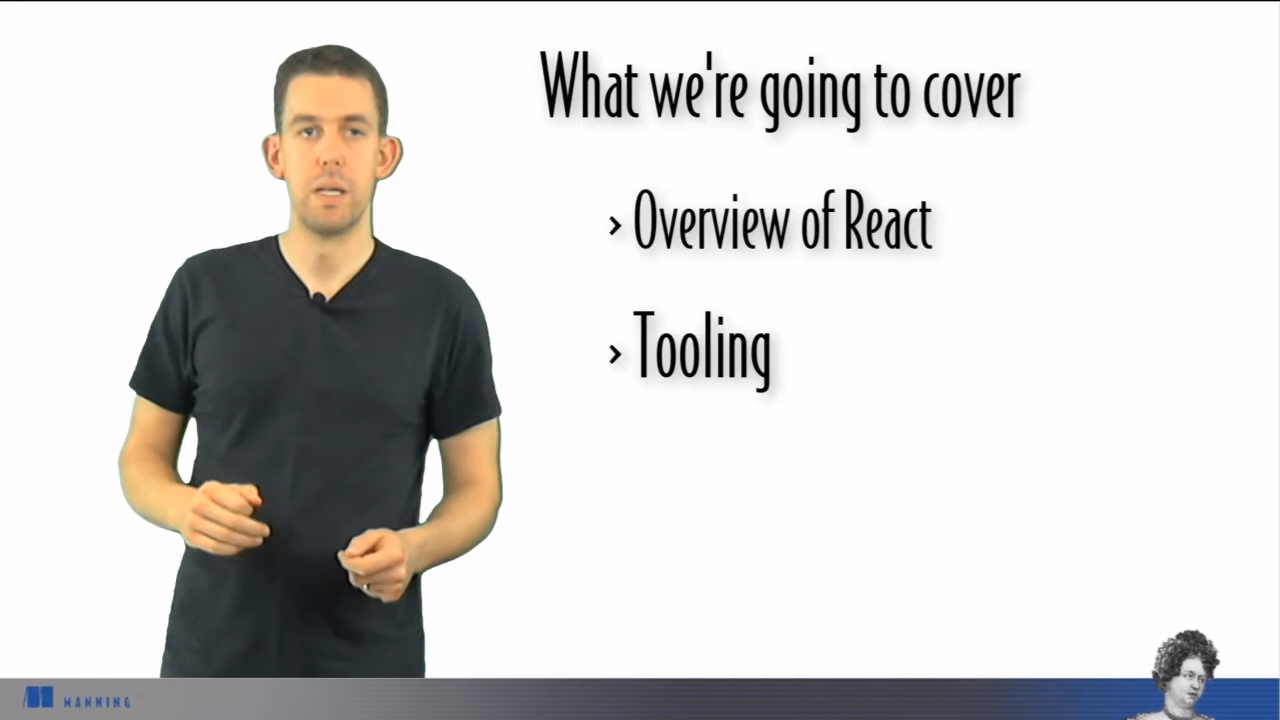 What we're going to cover
› Overview of React
› Tooling
MANNING